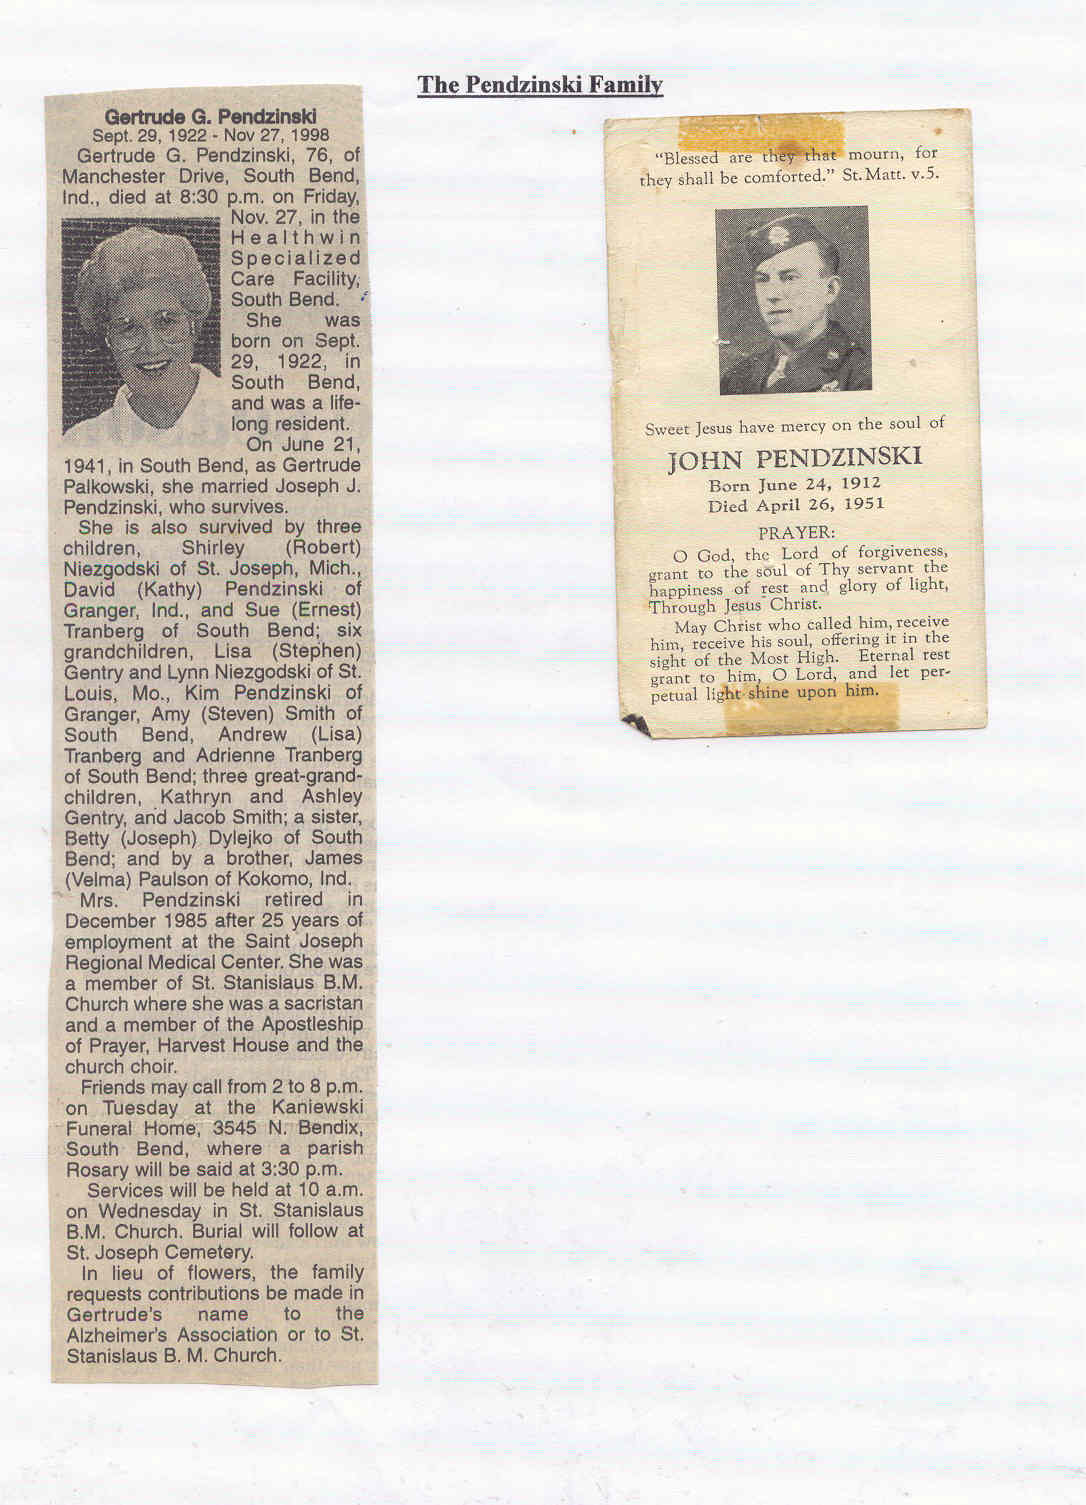 The Pendzinski Family
Gertrude G. Pendzinski
Sept. 29, 1922 - Nov 27, 1998
Gertrude G. Pendzinski, 76, of
Manchester Drive, South Bend,
Ind., died at 8:30 p.m. on Friday,
Nov. 27, in the
Healthwin
Specialized
Care Facility,
South Bend.
She was
born on Sept.
29, 1922, in
South Bend,
and was a life-
long resident.
On June 21,
1941, in South Bend, as Gertrude
Palkowski, she married Joseph J.
Pendzinski, who survives.
She is also survived by three
children, Shirley (Robert)
Niezgodski of St. Joseph, Mich.,
David (Kathy) Pendzinski of
Granger, Ind., and Sue (Ernest)
Tranberg of South Bend; six
grandchildren, Lisa (Stephen)
Gentry and Lynn Niezgodski of St.
Louis, Mo., Kim Pendzinski of
Granger, Amy (Steven) Smith of
South Bend, Andrew (Lisa)
Tranberg and Adrienne Tranberg
of South Bend; three great-grand-
children, Kathryn and Ashley
Gentry, and Jacob Smith; a sister,
Betty (Joseph) Dylejko of South
Bend; and by a brother, James
(Velma) Paulson of Kokomo, Ind.
Mrs. Pendzinski retired in
December 1985 after 25 years of
employment at the Saint Joseph
Regional Medical Center. She was
a member of St. Stanislaus B.M.
Church where she was a sacristan
and a member of the Apostleship
of Prayer, Harvest House and the
church choir.
Friends may call from 2 to 8 p.m.
on Tuesday at the Kaniewski
Funeral Home, 3545 N. Bendix,
South Bend, where a parish
Rosary will be said at 3:30 p.m.
Services will be held at 10 a.m.
on Wednesday in St. Stanislaus
B.M. Church. Burial will follow at
St. Joseph Cemetery.
In lieu of flowers, the family
requests contributions be made in
Gertrude's name to the
Alzheimer's Association or to St.
Stanislaus B. M. Church.
"Blessed are they that mourn, for
they shall be comforted." St. Matt. v.5.
Sweet Jesus have mercy on the soul of
JOHN PENDZINSKI
Born June 24, 1912
Died April 26, 1951
PRAYER:
O God, the Lord of forgiveness,
grant to the soul of Thy servant the
happiness of rest and glory of light,
Through Jesus Christ.
May Christ who called him, receive
him, receive his soul, offering it in the
sight of the Most High. Eternal rest
grant to him, O Lord, and let per-
petual light shine upon him.